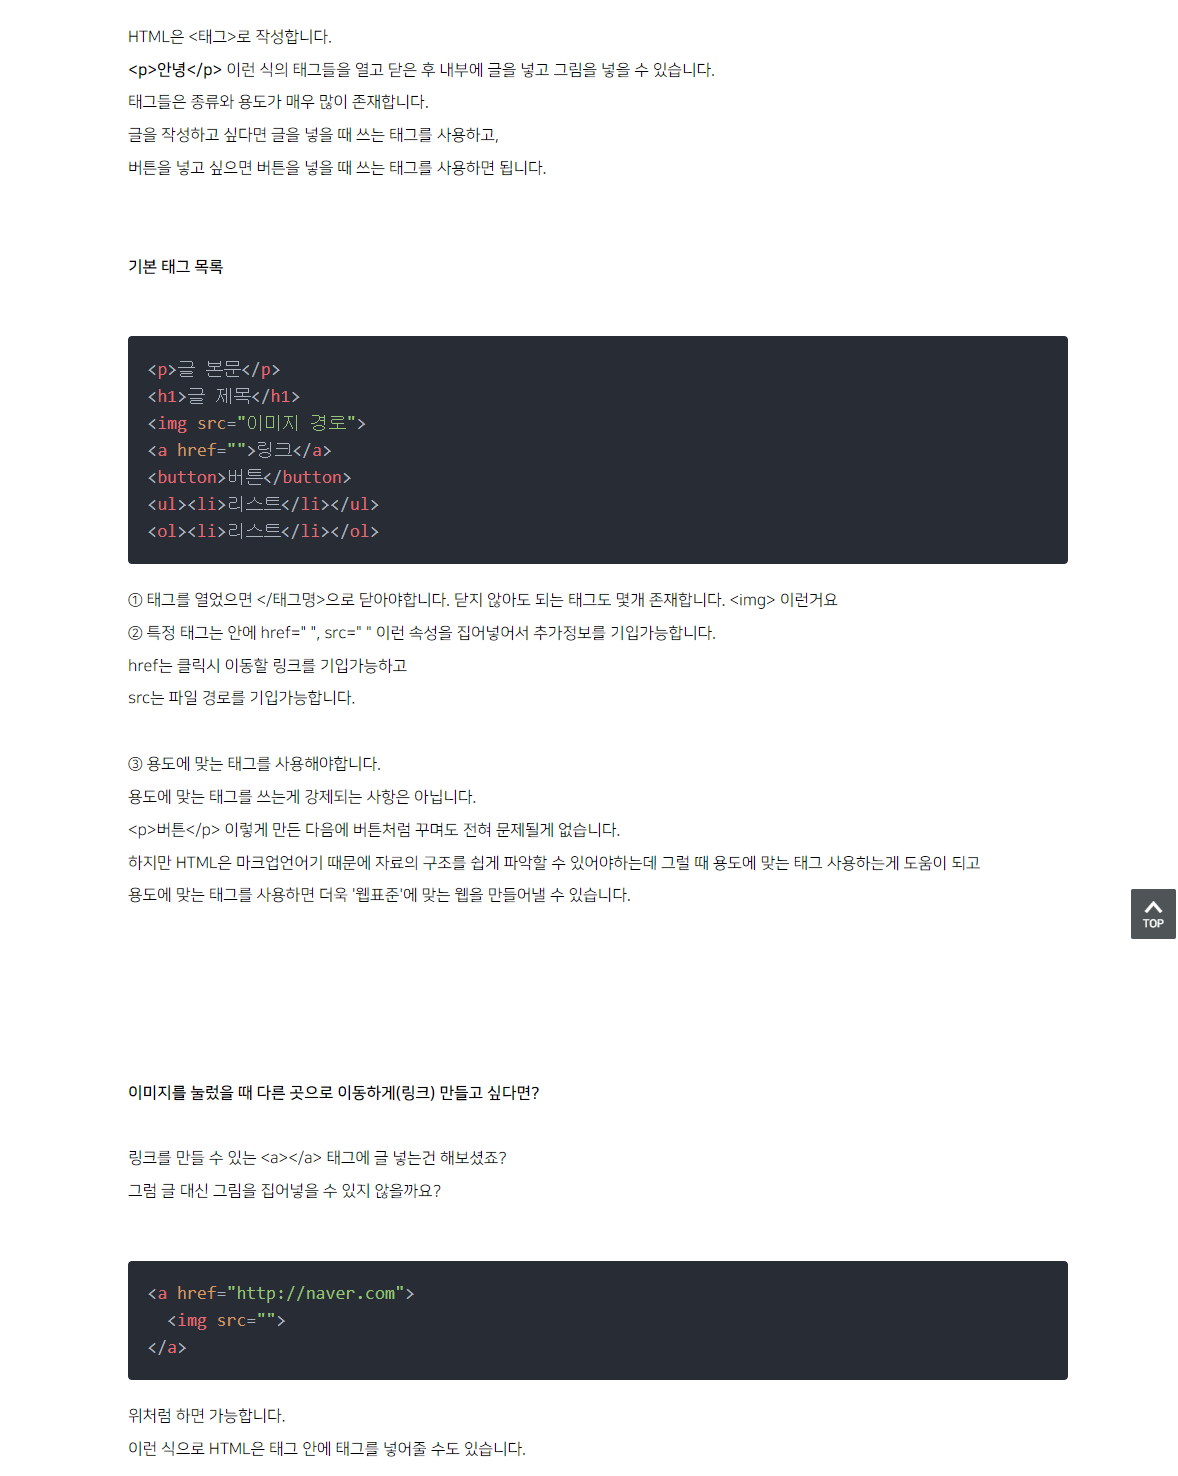 HTML은 <태그>로 작성합니다.
<p>안녕</p> 이런 식의 태그들을 열고 닫은 후 내부에 글을 넣고 그림을 넣을 수 있습니다.
태그들은 종류와 용도가 매우 많이 존재합니다.
글을 작성하고 싶다면 글을 넣을 때 쓰는 태그를 사용하고,
버튼을 넣고 싶으면 버튼을 넣을 때 쓰는 태그를 사용하면 됩니다.
기본 태그 목록
<p>글 본문</p>
<h1>글 제목</h1>
<img src="이미지 경로">
<a href="">링크</a>
<button>버튼</button>
<ul><li>리스트</li></ul>
<ol><li>리스트</li></ol>
① 태그를 열었으면 </태그명>으로 닫아야합니다. 닫지 않아도 되는 태그도 몇개 존재합니다. <img> 이런거요
② 특정 태그는 안에 href=" ", src=" " 이런 속성을 집어넣어서 추가정보를 기입가능합니다.
href는 클릭시 이동할 링크를 기입가능하고
src는 파일 경로를 기입가능합니다.
③ 용도에 맞는 태그를 사용해야합니다.
용도에 맞는 태그를 쓰는게 강제되는 사항은 아닙니다.
<p>버튼</p> 이렇게 만든 다음에 버튼처럼 꾸며도 전혀 문제될게 없습니다.
하지만 HTML은 마크업언어기 때문에 자료의 구조를 쉽게 파악할 수 있어야하는데 그럴 때 용도에 맞는 태그 사용하는게 도움이 되고
용도에 맞는 태그를 사용하면 더욱 '웹표준'에 맞는 웹을 만들어낼 수 있습니다.
TOP
이미지를 눌렀을 때 다른 곳으로 이동하게(링크) 만들고 싶다면?
링크를 만들 수 있는 <a></a> 태그에 글 넣는건 해보셨죠?
그럼 글 대신 그림을 집어넣을 수 있지 않을까요?
<a href="http://naver.com">
<img src="">
</a>
위처럼 하면 가능합니다.
이런 식으로 HTML은 태그 안에 태그를 넣어줄 수도 있습니다.